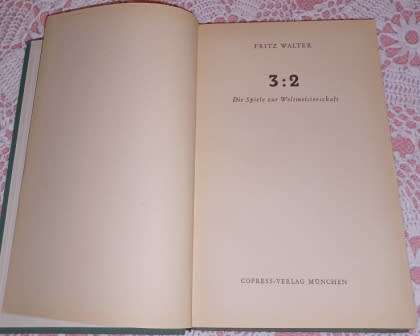 FRITZ WALTER
3:2
Die Spiele zur Weltmeisterschaft
COPRESS-VERLAG MÜNCHEN